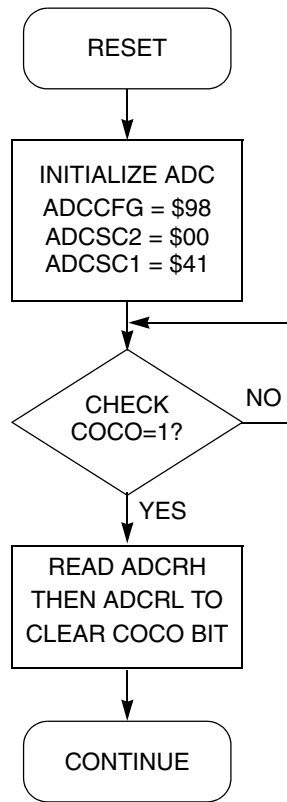 RESET
INITIALIZE ADC
ADCCFG = $98
ADCSC2 = $00
ADCSC1 = $41
CHECK
COCO=1?
NO
YES
READ ADCRH
THEN ADCRL TO
CLEAR COCO BIT
CONTINUE